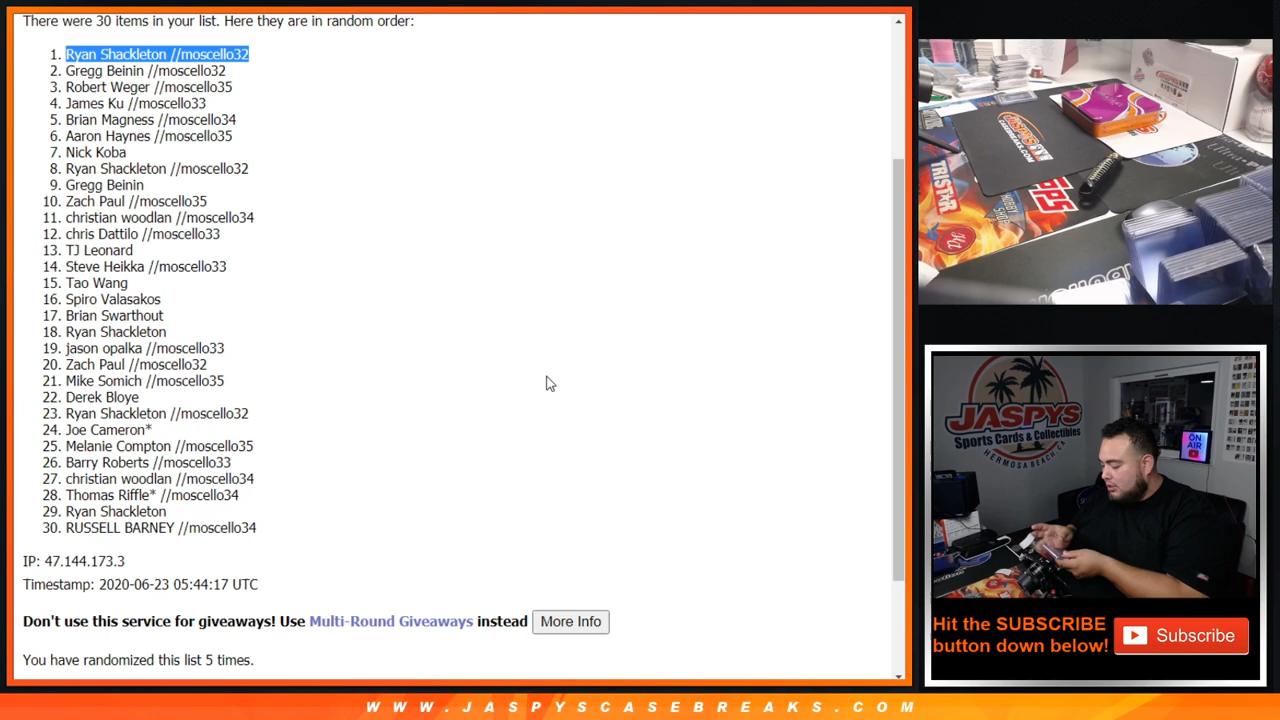 There were 30 items in your list. Here they are in random order:
1. Ryan Shackleton //moscello32
2. Gregg Beinin //moscello32
3. Robert Weger //moscello35
4. James Ku //moscello33
5. Brian Magness //moscello34
6. Aaron Haynes //moscello35
7. Nick Koba
8. Ryan Shackleton //moscello32
9. Gregg Beinin
10. Zach Paul //moscello35
11. christian woodlan //moscello34
12. chris Dattilo //moscello33
13. TJ Leonard
14. Steve Heikka //moscello33
15. Tao Wang
16. Spiro Valasakos
17. Brian Swarthout
18. Ryan Shackleton
19. jason opalka //moscello33
20. Zach Paul //moscello32
21. Mike Somich //moscello35
22. Derek Bloye
23. Ryan Shackleton //moscello32
24. Joe Cameron*
25. Melanie Compton //moscello35
26. Barry Roberts //moscello33
27. christian woodlan //moscello34
28. Thomas Riffle* //moscello34
29. Ryan Shackleton
30. RUSSELL BARNEY //moscello34
IP: 47.144.173.3
Timestamp: 2020-06-23 05:44:17 UTC
Don't use this service for giveaways! Use Multi-Round Giveaways instead More Info
You have randomized this list 5 times.
JASPYS
CASEBREAKS.COM
TRISTAR
HOBBY
SHOP
JASPYS
Sports Cards & Collectibles
HERMOSA BEACH, CA
ON
AIR
Hit the SUBSCRIBE
button down below!
Subscribe
WWW.JASPYSCASEBREAKS.COM